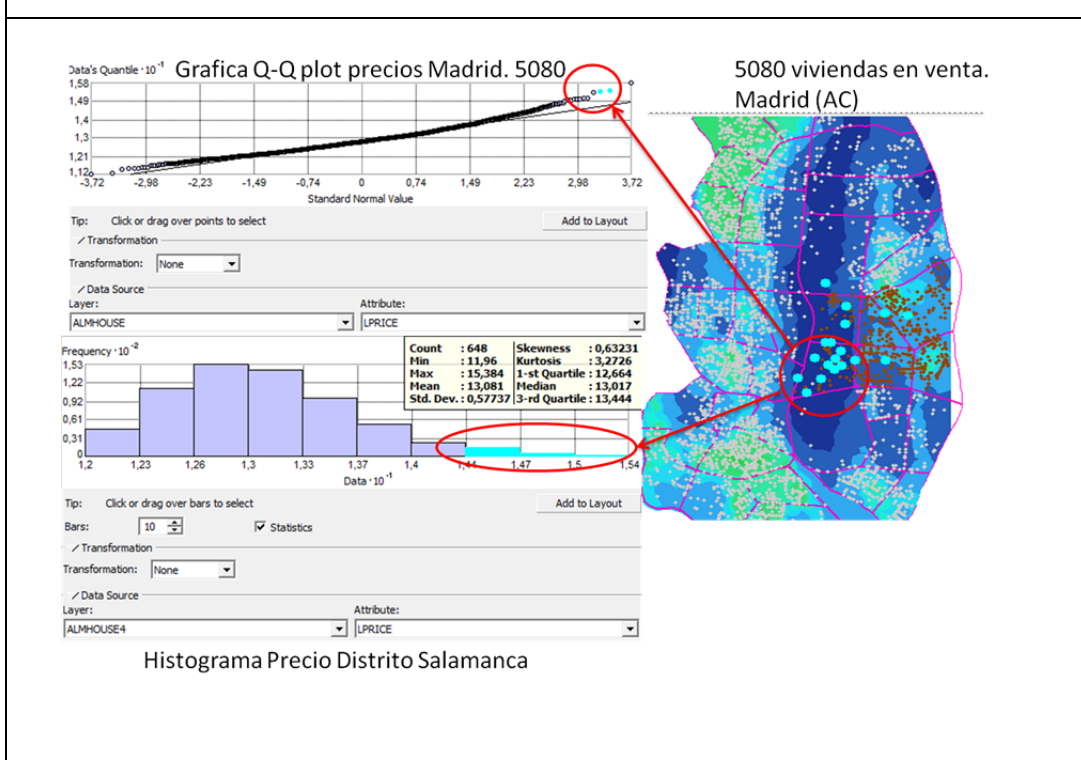 Data's Quantile · 10⁻¹ Grafica Q-Q plot precios Madrid. 5080
1,58
1,49
1,4
1,3
1,21
1,12
-3,72 -2,98 -2,23 -1,49 -0,74 0 0,74 1,49 2,23 2,98 3,72
Standard Normal Value
Tip: Click or drag over points to select Add to Layout
Transformation
Transformation: None
Data Source
Layer: Attribute:
ALMHOUSE LPRICE
Frequency · 10⁻²
1,53
1,22
0,92
0,61
0,31
0
1,2 1,23 1,26 1,3 1,33 1,37 1,4 1,44 1,47 1,5 1,54
Data · 10⁻¹
Count : 648 Skewness : 0,63231
Min : 11,96 Kurtosis : 3,2726
Max : 15,384 1-st Quartile : 12,664
Mean : 13,081 Median : 13,017
Std. Dev. : 0,57737 3-rd Quartile : 13,444
Tip: Click or drag over bars to select Add to Layout
Bars: 10 Statistics
Transformation
Transformation: None
Data Source
Layer: Attribute:
ALMHOUSE4 LPRICE
Histograma Precio Distrito Salamanca
5080 viviendas en venta.
Madrid (AC)